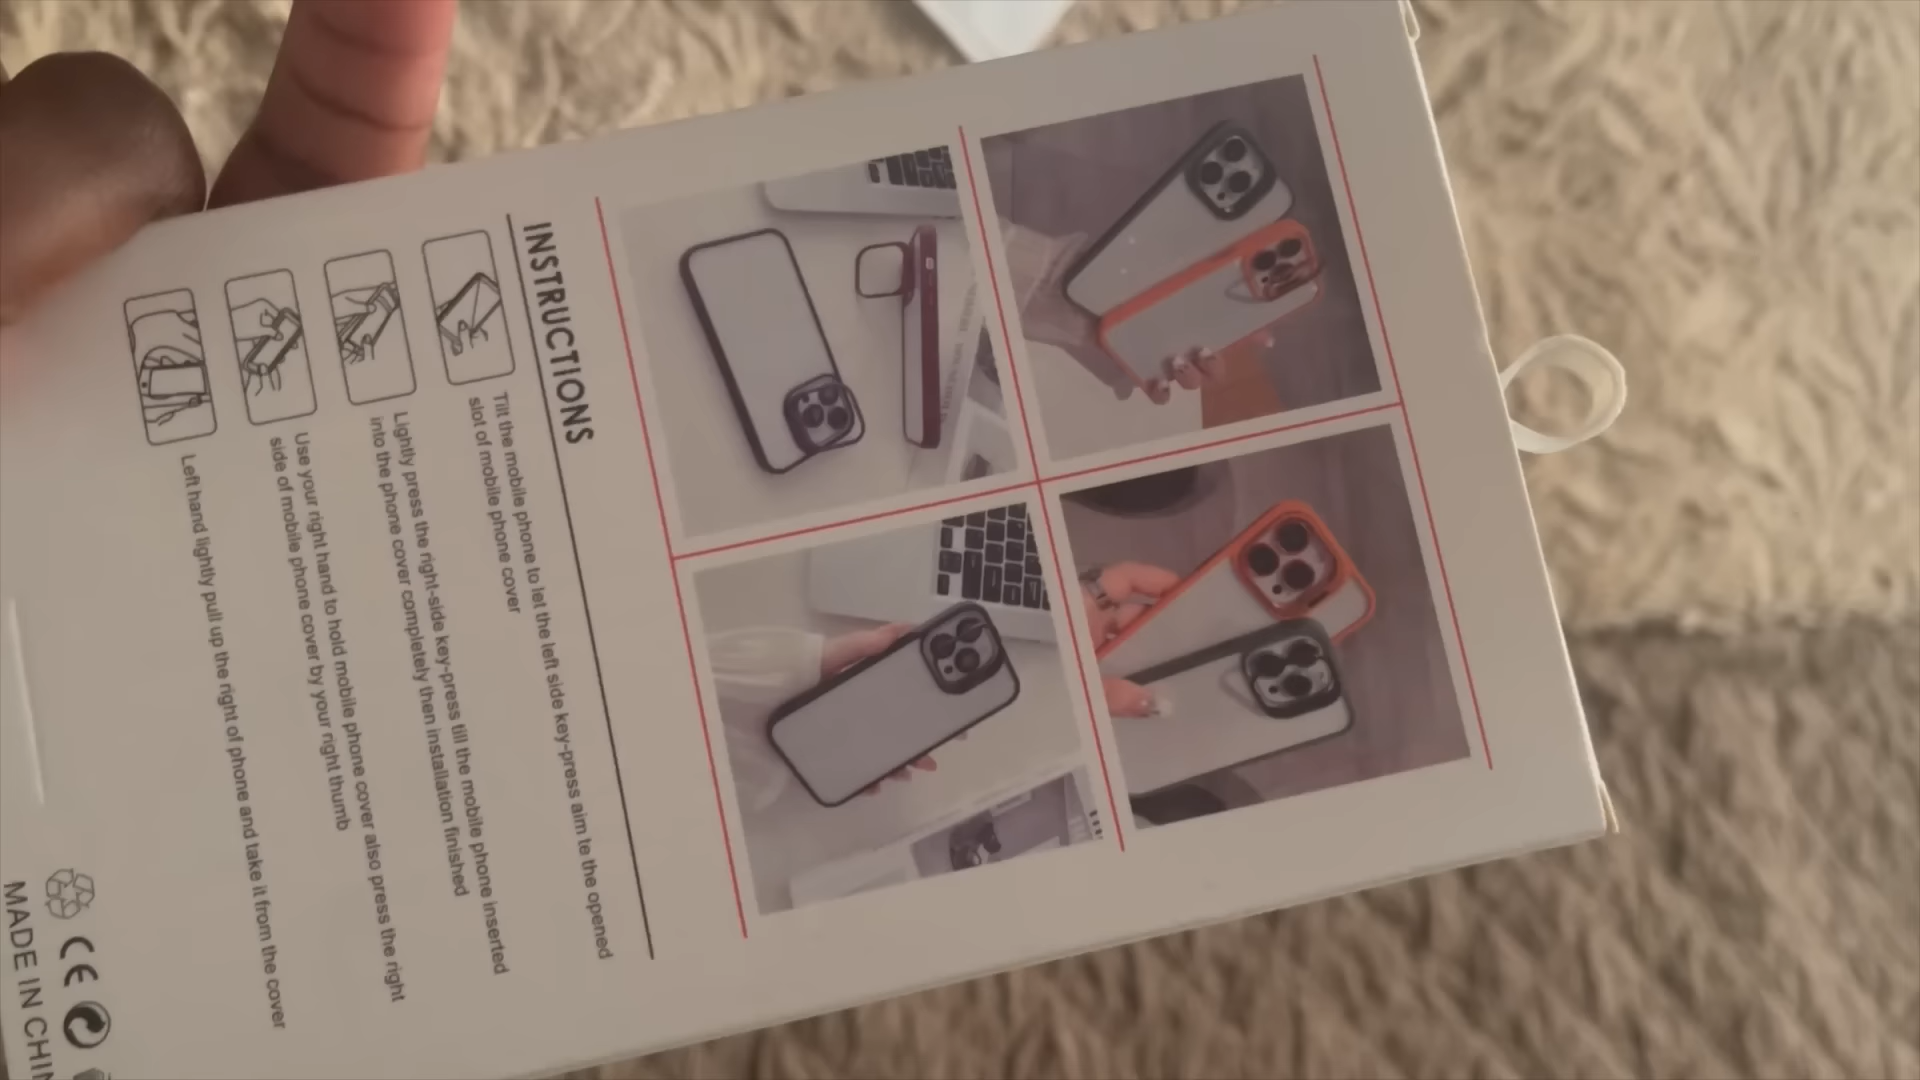 INSTRUCTIONS
Tilt the mobile phone to let the left side key-press aim te the opened
slot of mobile phone cover
Lightly press the right-side key-press till the mobile phone inserted
into the phone cover completely then installation finished
Use your right hand to hold mobile phone cover also press the right
side of mobile phone cover by your right thumb
Left hand lightly pull up the right of phone and take it from the cover
CE
MADE IN CHIN